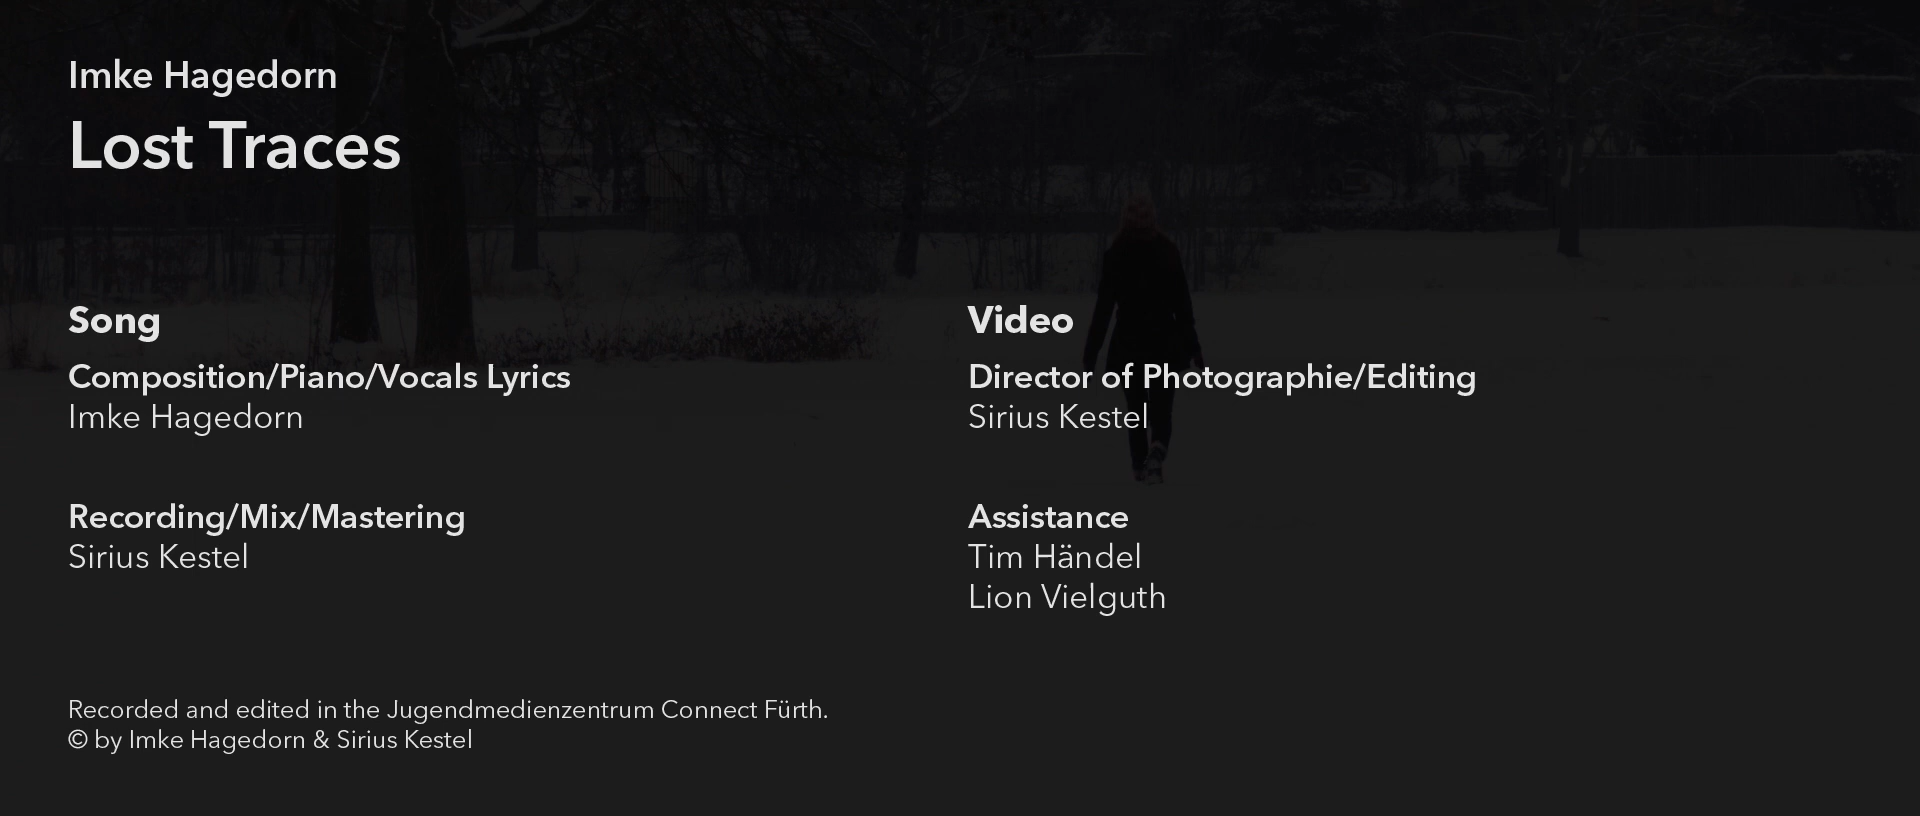 Imke Hagedorn
Lost Traces
Song
Composition/Piano/Vocals Lyrics
Imke Hagedorn
Recording/Mix/Mastering
Sirius Kestel
Video
Director of Photographie/Editing
Sirius Kestel
Assistance
Tim Händel
Lion Vielguth
Recorded and edited in the Jugendmedienzentrum Connect Fürth.
© by Imke Hagedorn & Sirius Kestel